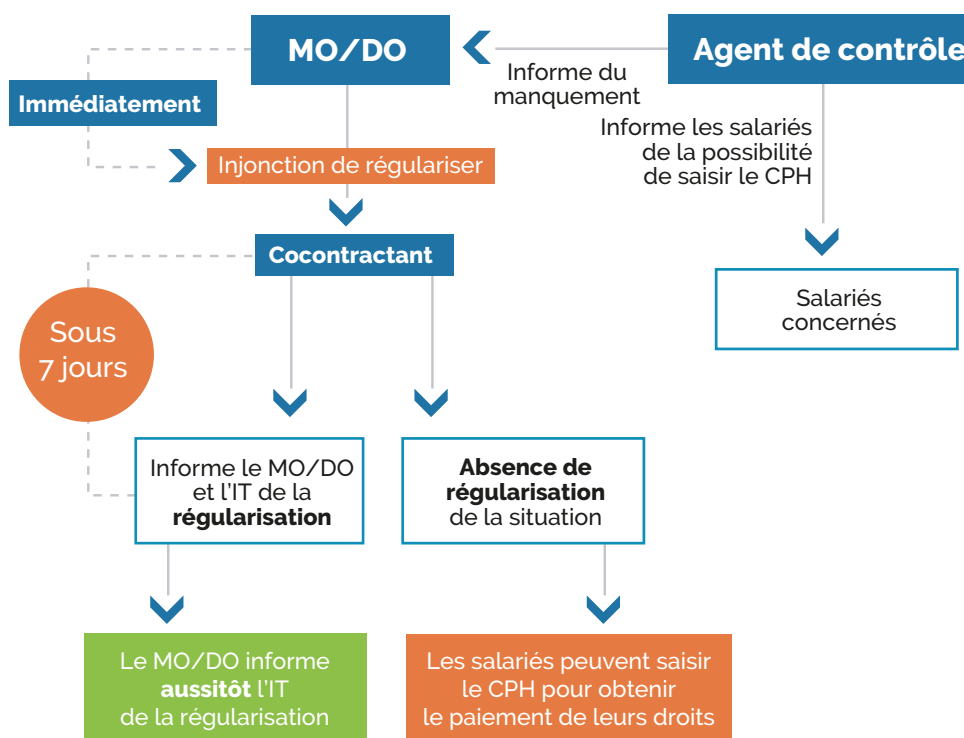 MO/DO
Agent de contrôle
Informe du
manquement
Immédiatement
Informe les salariés
de la possibilité
de saisir le CPH
Injonction de régulariser
Cocontractant
Salariés
concernés
Sous
7 jours
Informe le MO/DO
et l'IT de la
régularisation
Absence de
régularisation
de la situation
Le MO/DO informe
aussitôt l'IT
de la régularisation
Les salariés peuvent saisir
le CPH pour obtenir
le paiement de leurs droits